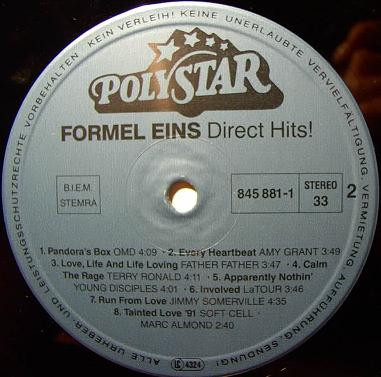 ALLE URHEBER- UND LEISTUNGSSCHUTZRECHTE VORBEHALTEN · KEIN VERLEIH! KEINE UNERLAUBTE VERVIELFÄLTIGUNG, VERMIETUNG, AUFFÜHRUNG, SENDUNG!
POLYSTAR
FORMEL EINS Direct Hits!
B.I.E.M.
STEMRA
845 881-1
STEREO
33
2
1. Pandora's Box OMD 4:09 · 2. Every Heartbeat AMY GRANT 3:49
3. Love, Life And Life Loving FATHER FATHER 3:47 · 4. Calm
The Rage TERRY RONALD 4:11 · 5. Apparently Nothin'
YOUNG DISCIPLES 4:01 · 6. Involved LaTOUR 3:46
7. Run From Love JIMMY SOMERVILLE 4:35
8. Tainted Love '91 SOFT CELL ·
MARC ALMOND 2:40
LC 4324